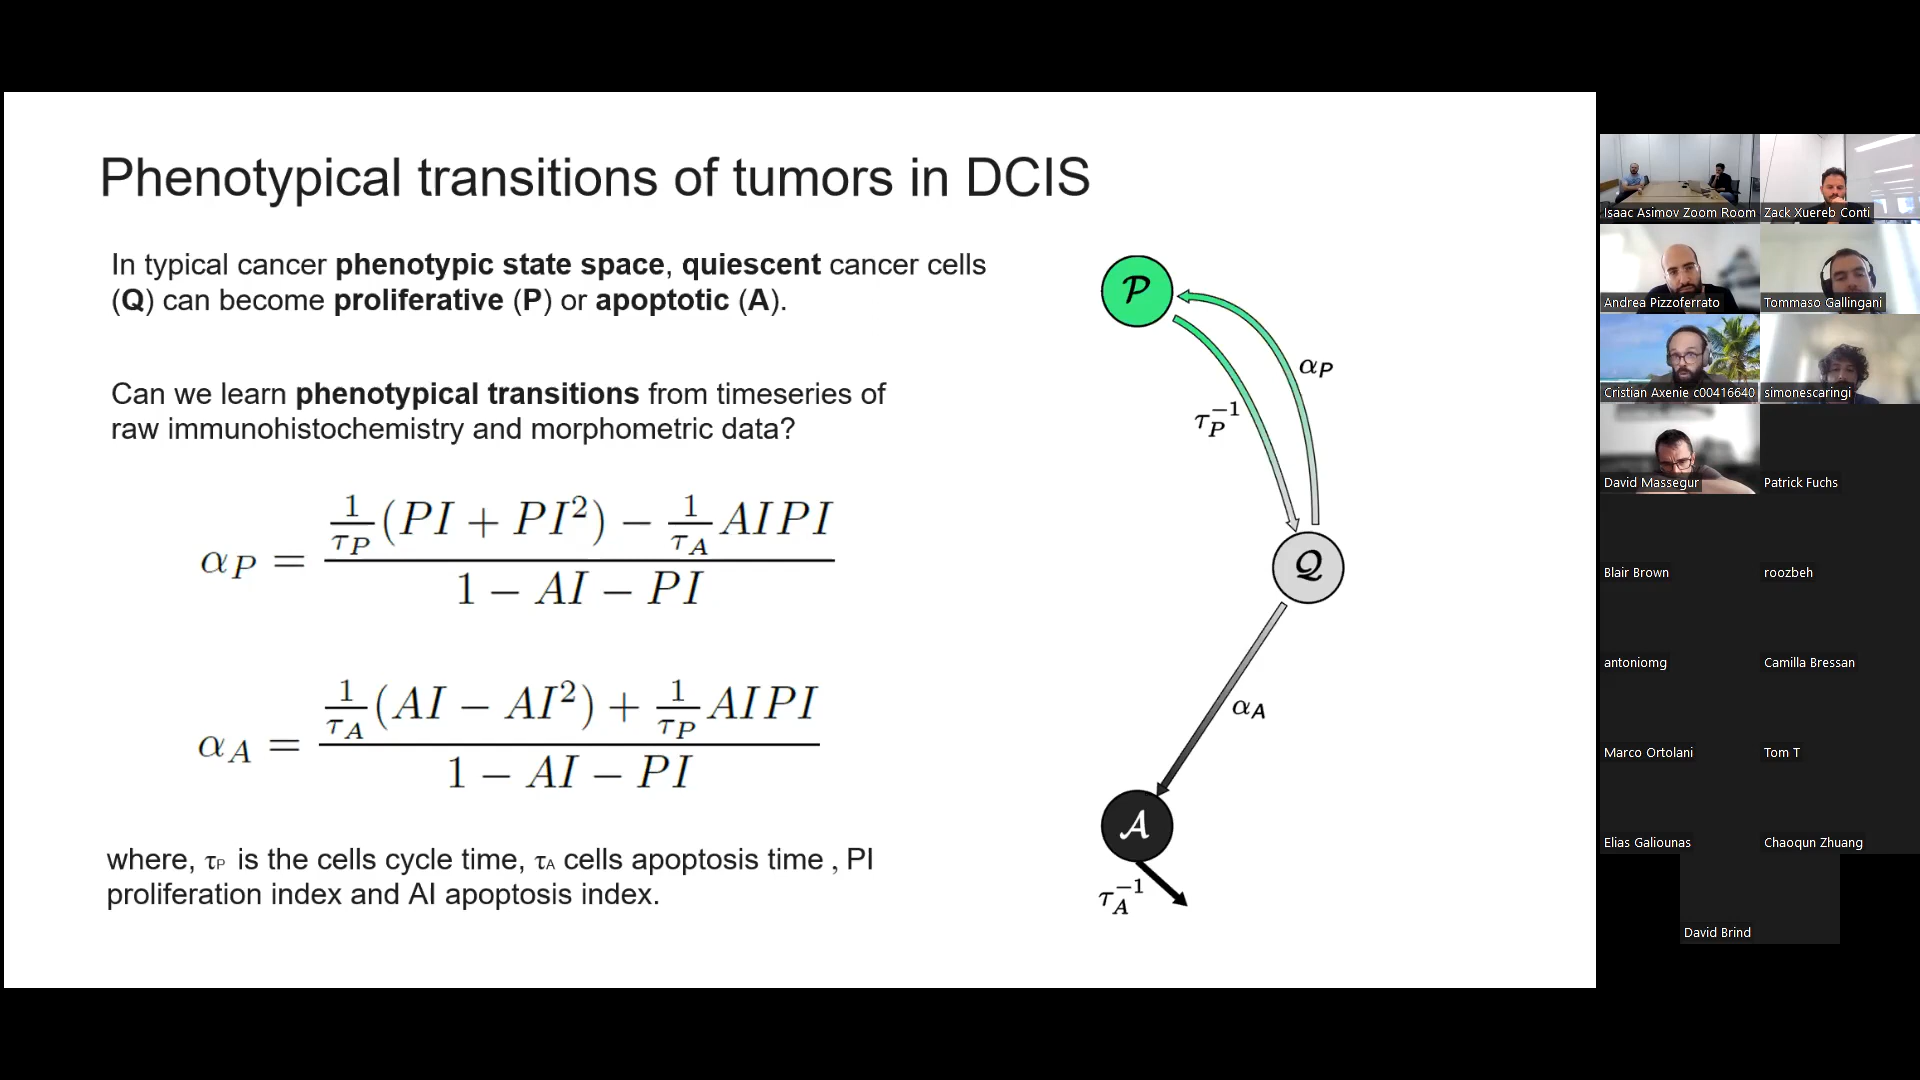 Phenotypical transitions of tumors in DCIS
In typical cancer phenotypic state space, quiescent cancer cells
(Q) can become proliferative (P) or apoptotic (A).
Can we learn phenotypical transitions from timeseries of
raw immunohistochemistry and morphometric data?
α_P = (1/τ_P (PI + PI²) − 1/τ_A AIPI) / (1 − AI − PI)
α_A = (1/τ_A (AI − AI²) + 1/τ_P AIPI) / (1 − AI − PI)
where, τP is the cells cycle time, τA cells apoptosis time , PI
proliferation index and AI apoptosis index.
P
α_P
τ_P^−1
Q
α_A
A
τ_A^−1
Isaac Asimov Zoom Room
Zack Xuereb Conti
Andrea Pizzoferrato
Tommaso Gallingani
Cristian Axenie c00416640
simonescaringi
David Massegur
Patrick Fuchs
Blair Brown
roozbeh
antoniomg
Camilla Bressan
Marco Ortolani
Tom T
Elias Galiounas
Chaoqun Zhuang
David Brind